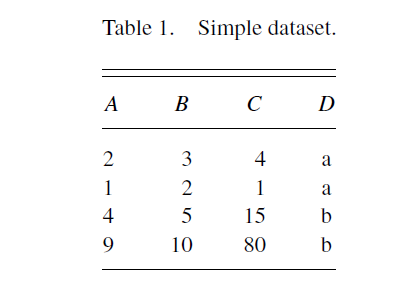 Table 1. Simple dataset.
A B C D
2 3 4 a
1 2 1 a
4 5 15 b
9 10 80 b